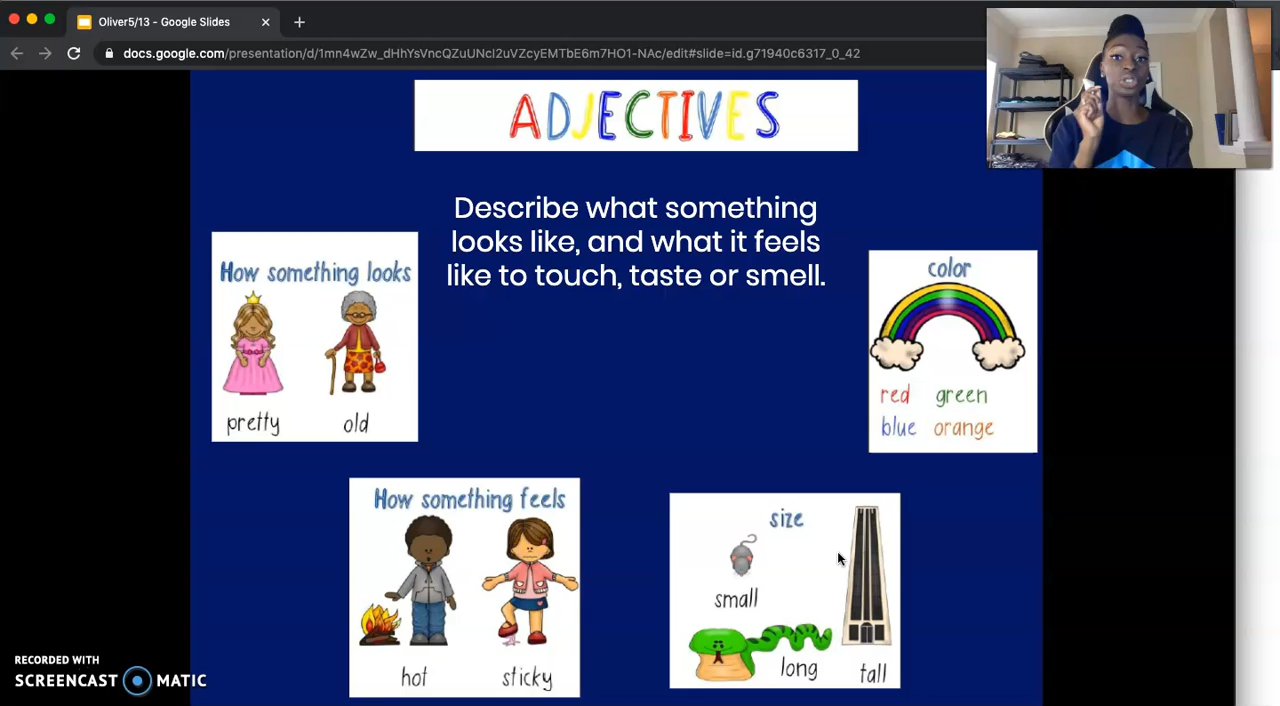 Oliver5/13 - Google Slides
docs.google.com/presentation/d/1mn4wZw_dHhYsVncQZuUNcI2uVZcyEMTbE6m7HO1-NAc/edit#slide=id.g71940c6317_0_42
ADJECTIVES
Describe what something
looks like, and what it feels
like to touch, taste or smell.
How something looks
pretty old
color
red green
blue orange
How something feels
hot sticky
size
small
long tall
RECORDED WITH
SCREENCAST MATIC